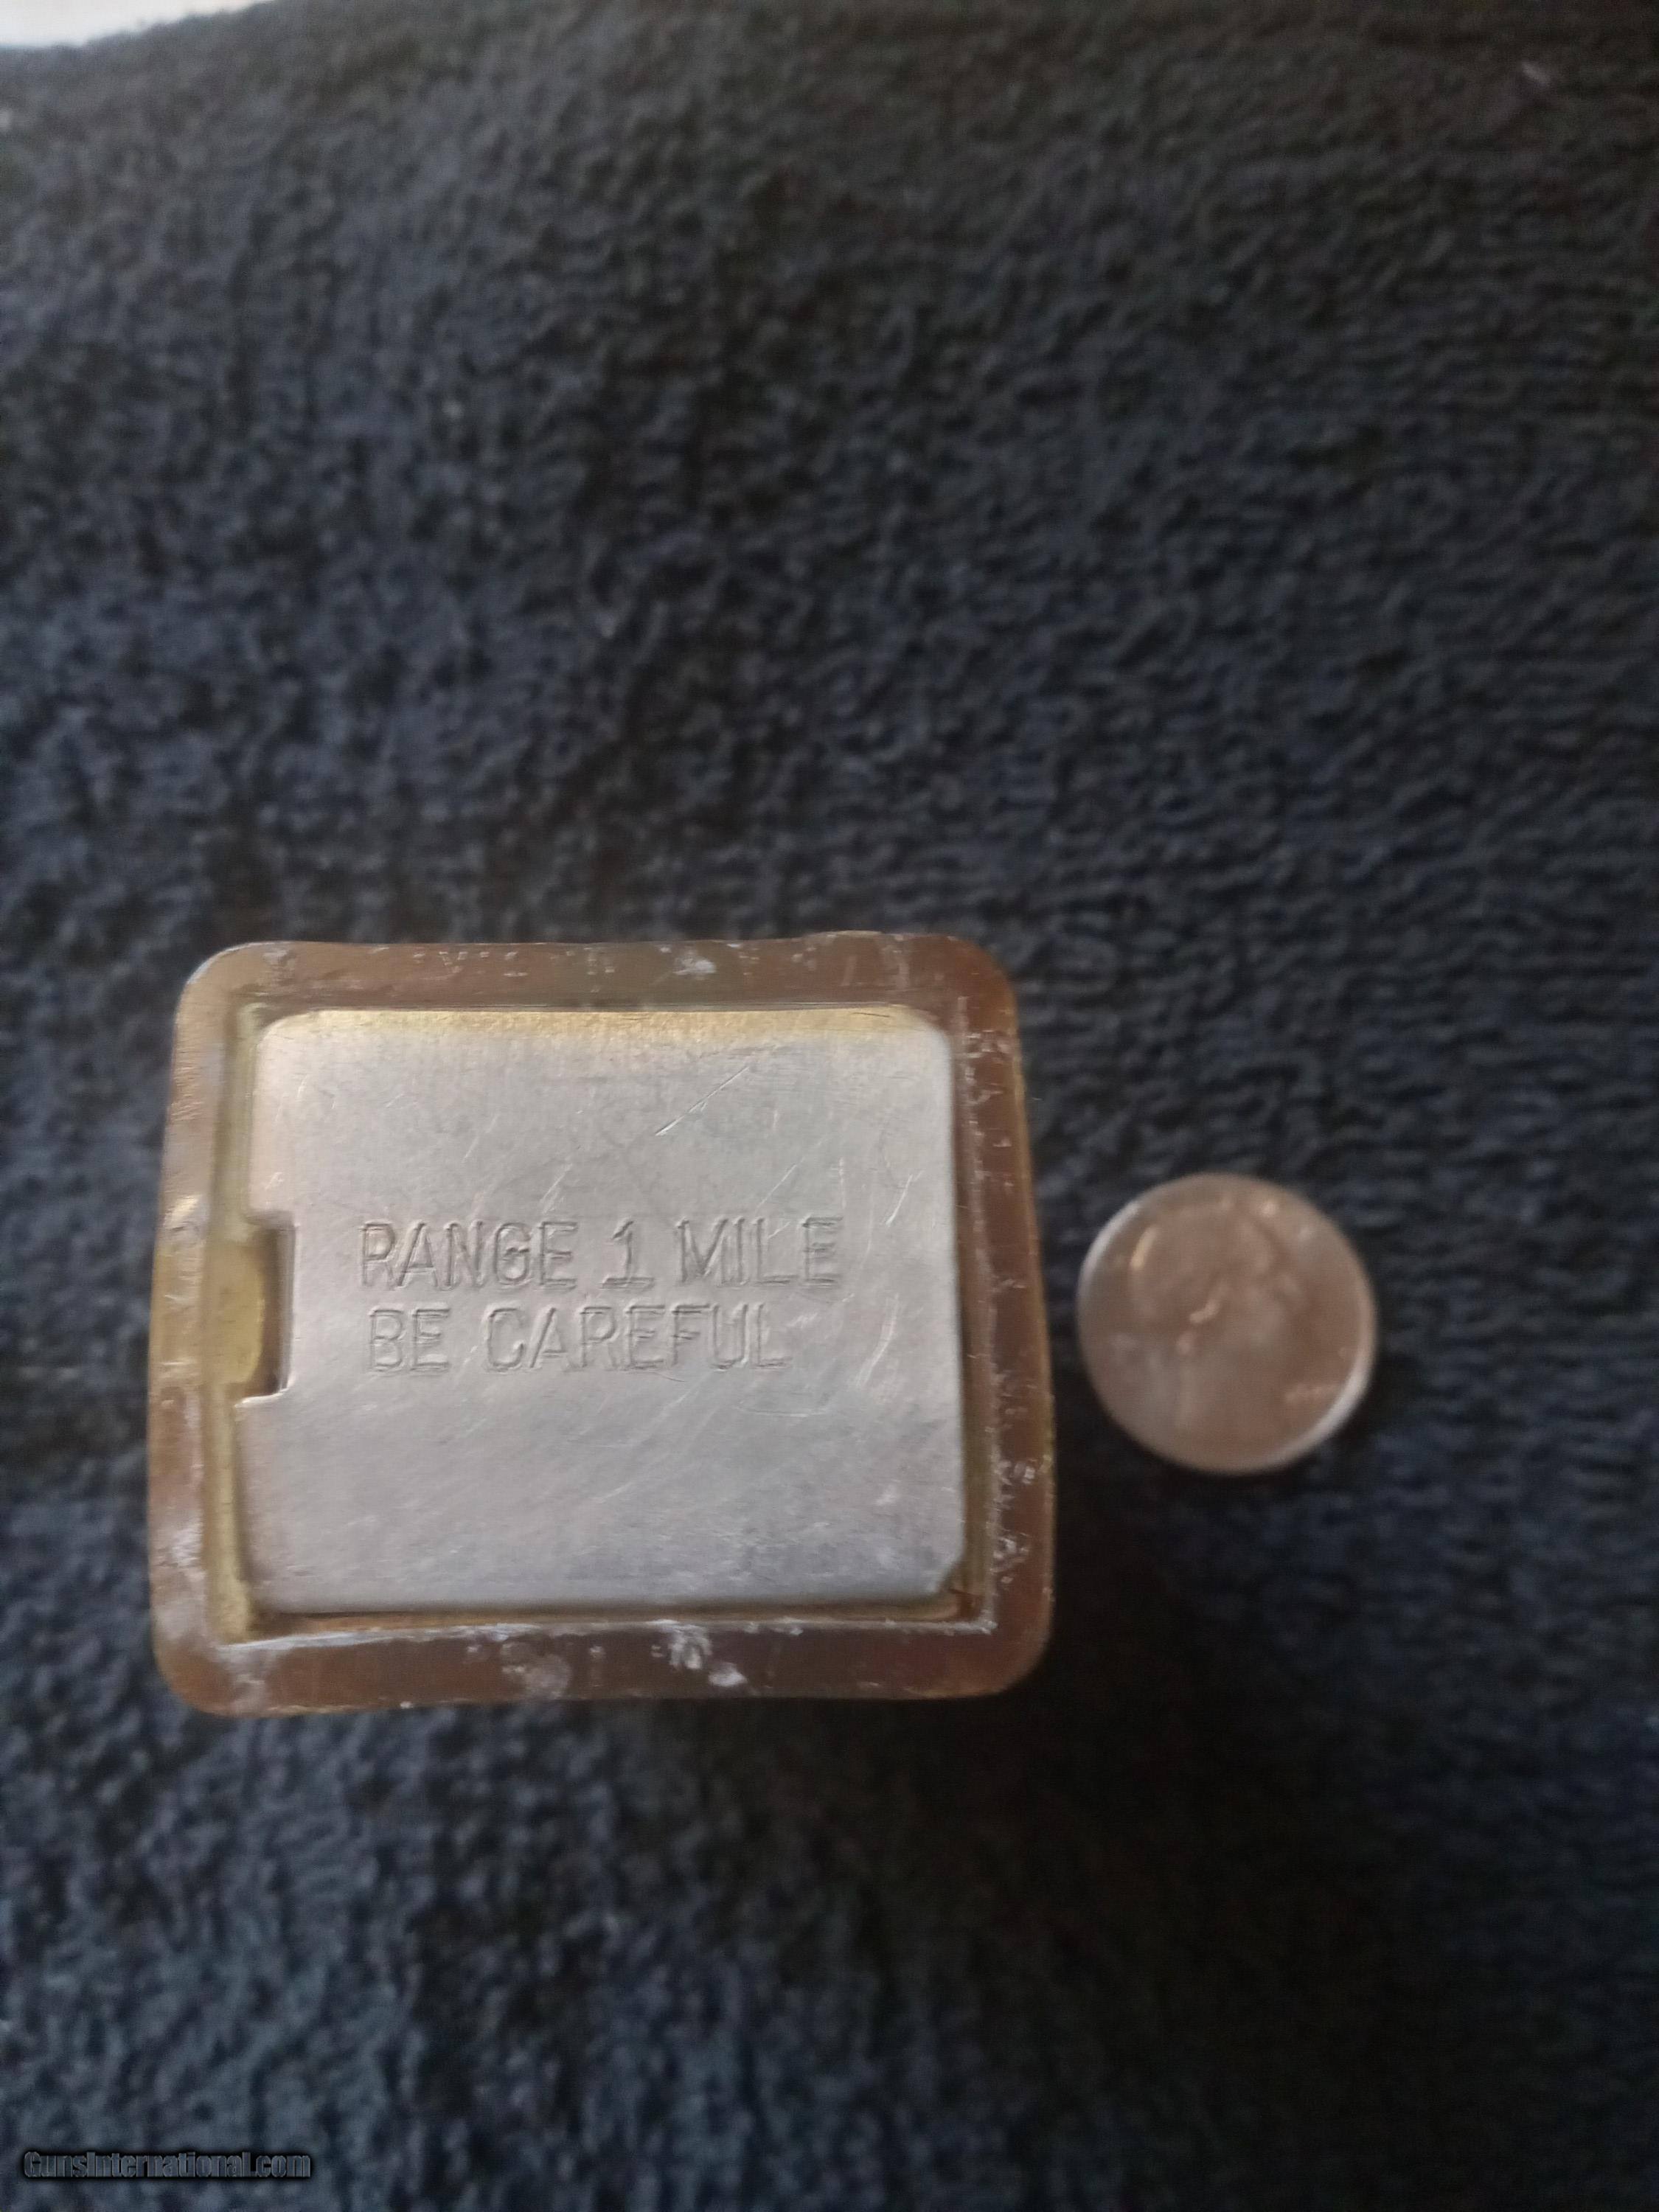 RANGE 1 MILE
BE CAREFUL
GunsInternational.com